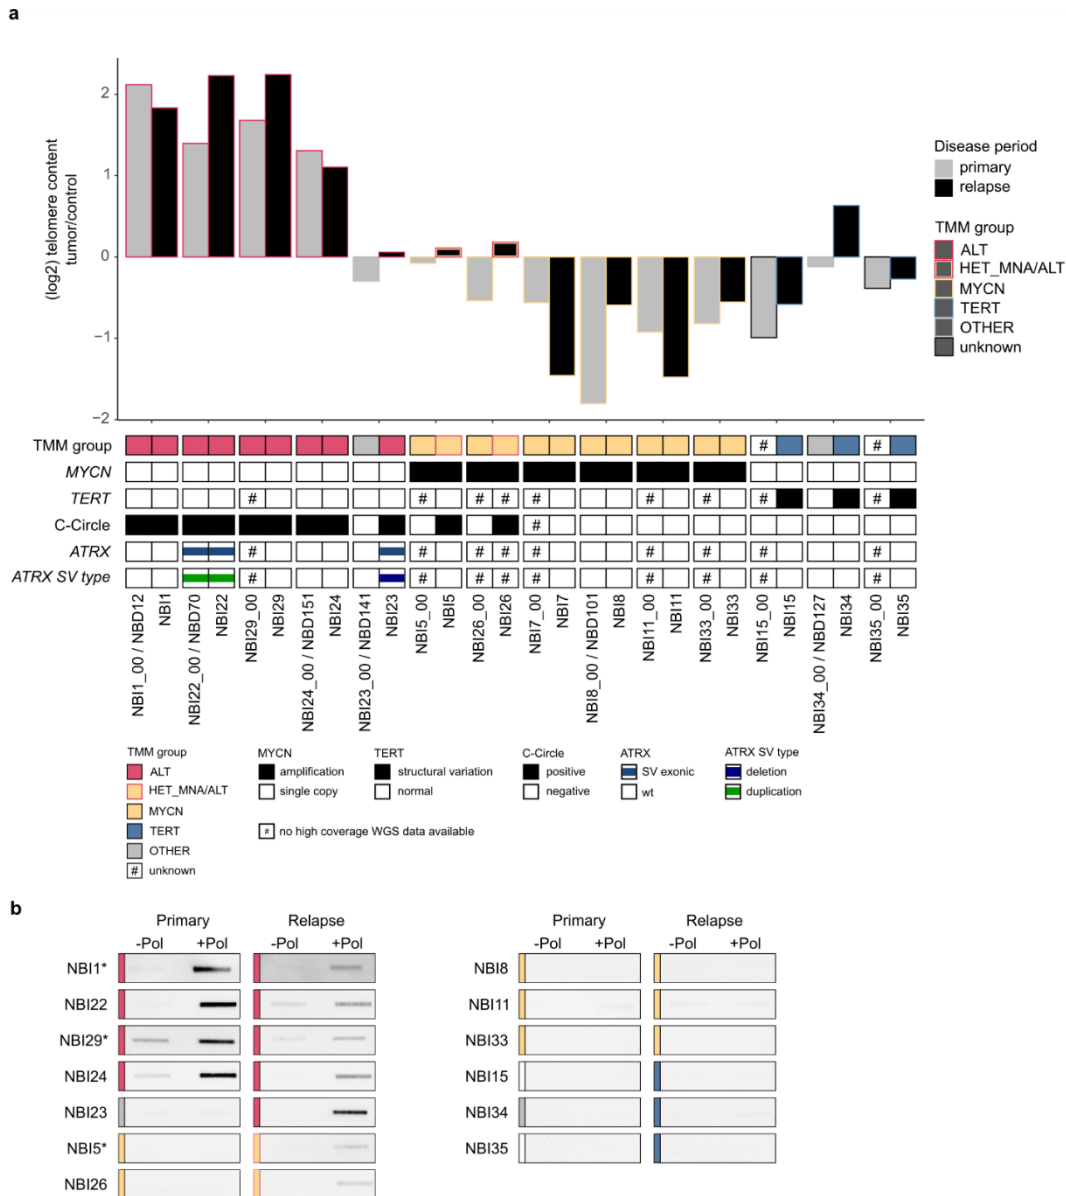 a
(log2) telomere content
tumor/control
2
1
0
−1
−2
Disease period
primary
relapse
TMM group
ALT
HET_MNA/ALT
MYCN
TERT
OTHER
unknown
TMM group # #
MYCN
TERT # # # # # # # # #
C-Circle #
ATRX # # # # # # # # #
ATRX SV type # # # # # # # # #
NBI1_00 / NBD12
NBI1
NBI22_00 / NBD70
NBI22
NBI29_00
NBI29
NBI24_00 / NBD151
NBI24
NBI23_00 / NBD141
NBI23
NBI5_00
NBI5
NBI26_00
NBI26
NBI7_00
NBI7
NBI8_00 / NBD101
NBI8
NBI11_00
NBI11
NBI33_00
NBI33
NBI15_00
NBI15
NBI34_00 / NBD127
NBI34
NBI35_00
NBI35
TMM group
ALT
HET_MNA/ALT
MYCN
TERT
OTHER
# unknown
MYCN
amplification
single copy
# no high coverage WGS data available
TERT
structural variation
normal
C-Circle
positive
negative
ATRX
SV exonic
wt
ATRX SV type
deletion
duplication
b
Primary Relapse
-Pol +Pol -Pol +Pol
NBI1*
NBI22
NBI29*
NBI24
NBI23
NBI5*
NBI26
Primary Relapse
-Pol +Pol -Pol +Pol
NBI8
NBI11
NBI33
NBI15
NBI34
NBI35